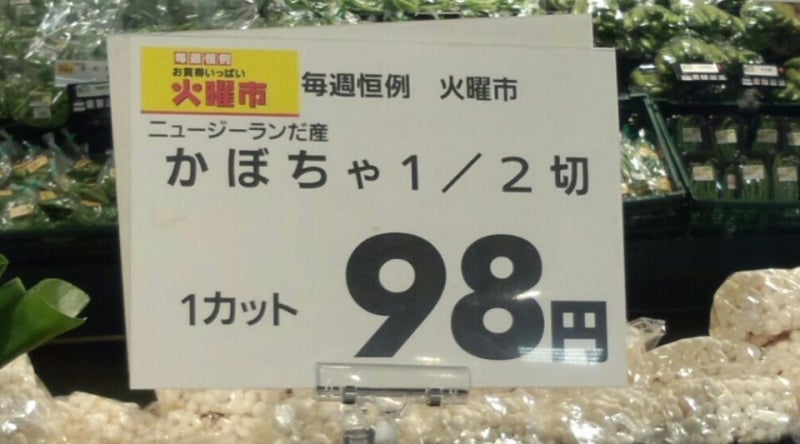 毎週恒例
お買得いっぱい
火曜市
毎週恒例 火曜市
ニュージーランだ産
かぼちゃ1/2切
1カット 98円